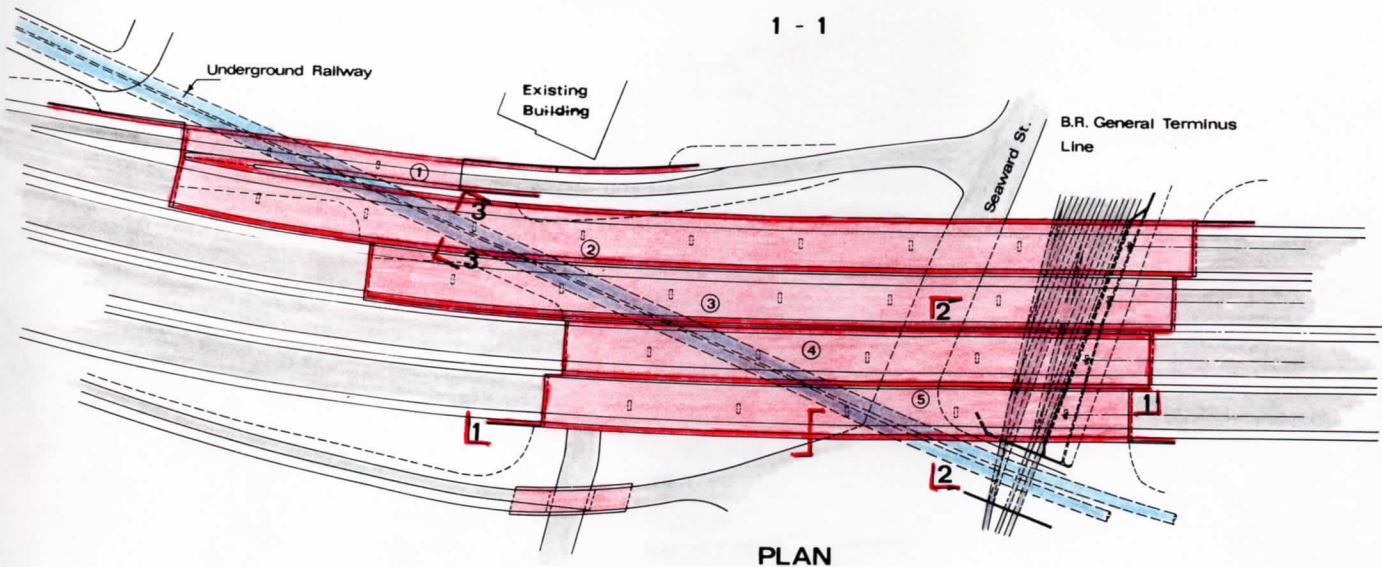 1 - 1
Underground Railway
Existing
Building
Seaward St.
B.R. General Terminus
Line
1
3
2
3
3
2
4
5
1
1
2
PLAN